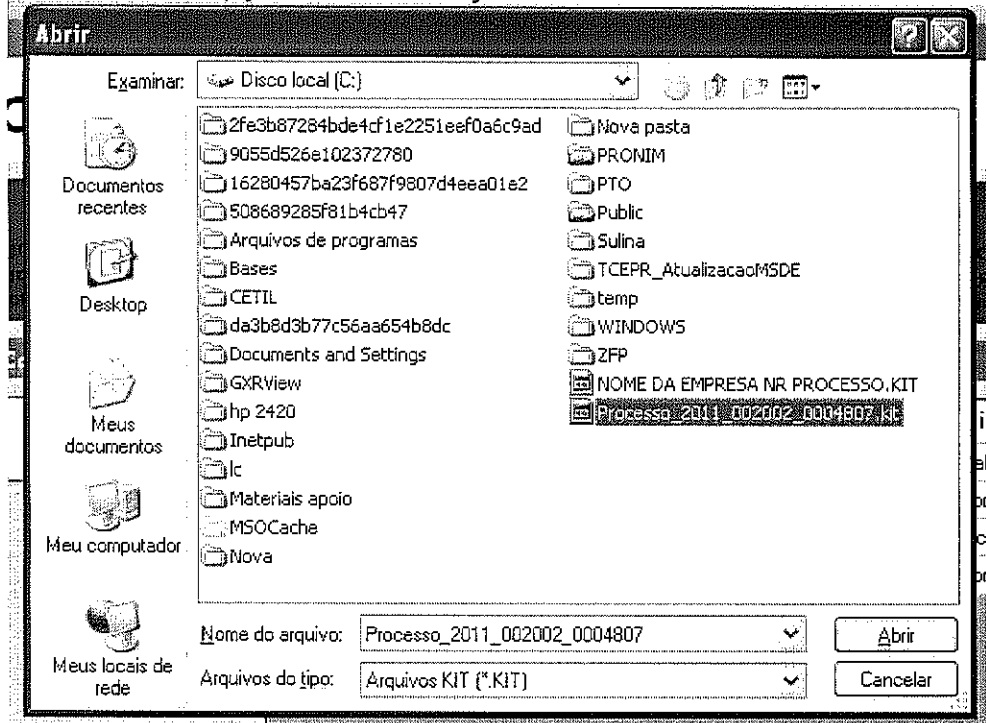 Abrir
Examinar:
Disco local (C:)
Documentos recentes
Desktop
Meus documentos
Meu computador
Meus locais de rede
2fe3b87284bde4cf1e2251eef0a6c9ad
9055d526e102372780
16280457ba23f687f9807d4eea01e2
508689285f81b4cb47
Arquivos de programas
Bases
CETIL
da3b8d3b77c56aa654b8dc
Documents and Settings
GXRView
hp 2420
Inetpub
lc
Materiais apoio
MSOCache
Nova
Nova pasta
PRONIM
PTO
Public
Sulina
TCEPR_AtualizacaoMSDE
temp
WINDOWS
ZFP
NOME DA EMPRESA NR PROCESSO.KIT
Processo_2011_002002_0004807.kit
Nome do arquivo:
Processo_2011_002002_0004807
Abrir
Arquivos do tipo:
Arquivos KIT (*.KIT)
Cancelar